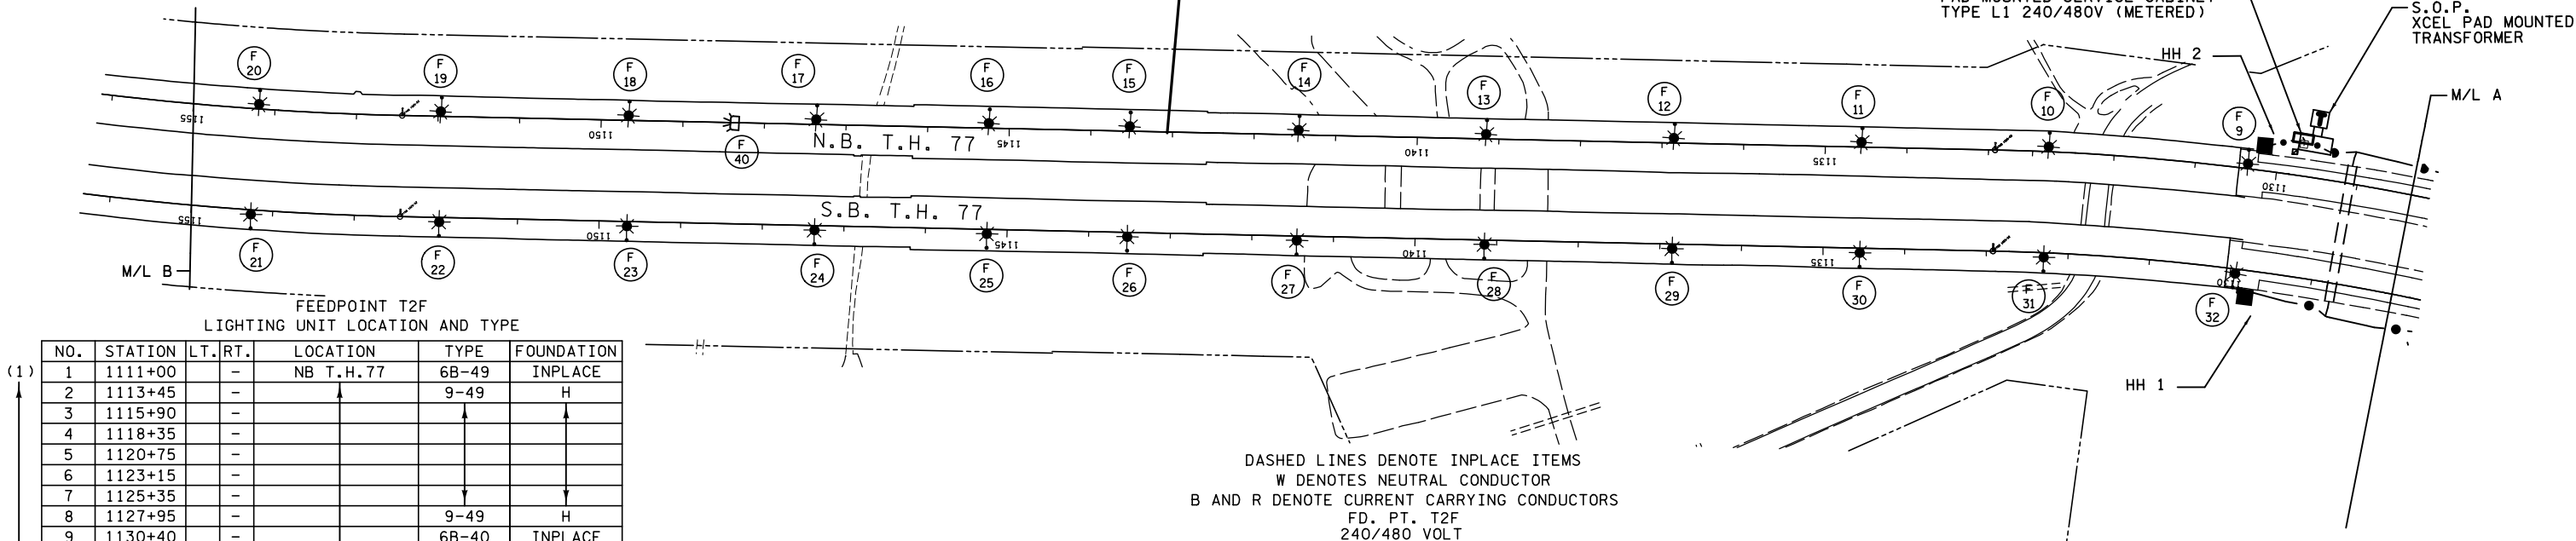 TYPE L1 240/480V (METERED)
S.O.P.
XCEL PAD MOUNTED
TRANSFORMER
HH 2
M/L A
F 20
F 19
F 18
F 17
F 16
F 15
F 14
F 13
F 12
F 11
F 10
F 9
1155
1150
F 40
N.B. T.H. 77
1145
1140
1135
1130
1155
1150
S.B. T.H. 77
1145
1140
1135
1130
F 21
F 22
F 23
F 24
F 25
F 26
F 27
F 28
F 29
F 30
F 31
F 32
M/L B
HH 1
FEEDPOINT T2F
LIGHTING UNIT LOCATION AND TYPE
NO. STATION LT. RT. LOCATION TYPE FOUNDATION
(1) 1 1111+00 - NB T.H.77 6B-49 INPLACE
2 1113+45 - 9-49 H
3 1115+90 -
4 1118+35 -
5 1120+75 -
6 1123+15 -
7 1125+35 -
8 1127+95 - 9-49 H
9 1130+40 - 6B-40 INPLACE
DASHED LINES DENOTE INPLACE ITEMS
W DENOTES NEUTRAL CONDUCTOR
B AND R DENOTE CURRENT CARRYING CONDUCTORS
FD. PT. T2F
240/480 VOLT